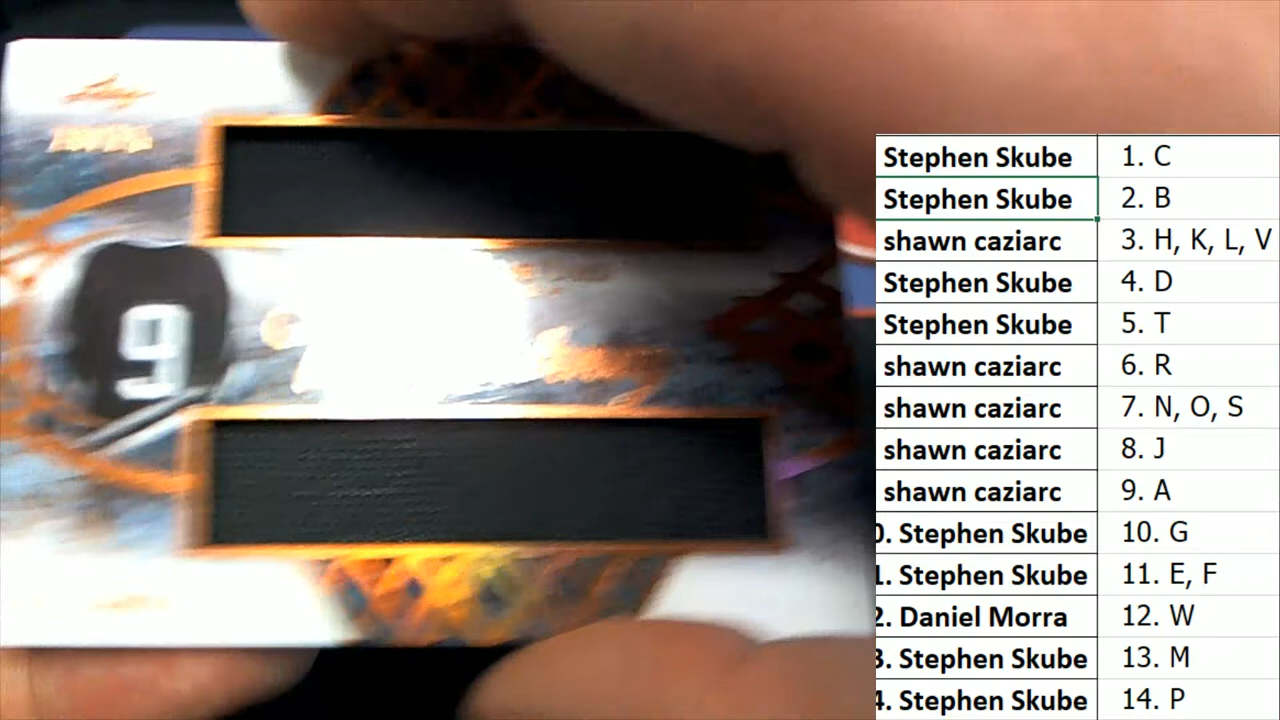 9
Stephen Skube 1. C
Stephen Skube 2. B
shawn caziarc 3. H, K, L, V
Stephen Skube 4. D
Stephen Skube 5. T
shawn caziarc 6. R
shawn caziarc 7. N, O, S
shawn caziarc 8. J
shawn caziarc 9. A
0. Stephen Skube 10. G
1. Stephen Skube 11. E, F
2. Daniel Morra 12. W
3. Stephen Skube 13. M
4. Stephen Skube 14. P